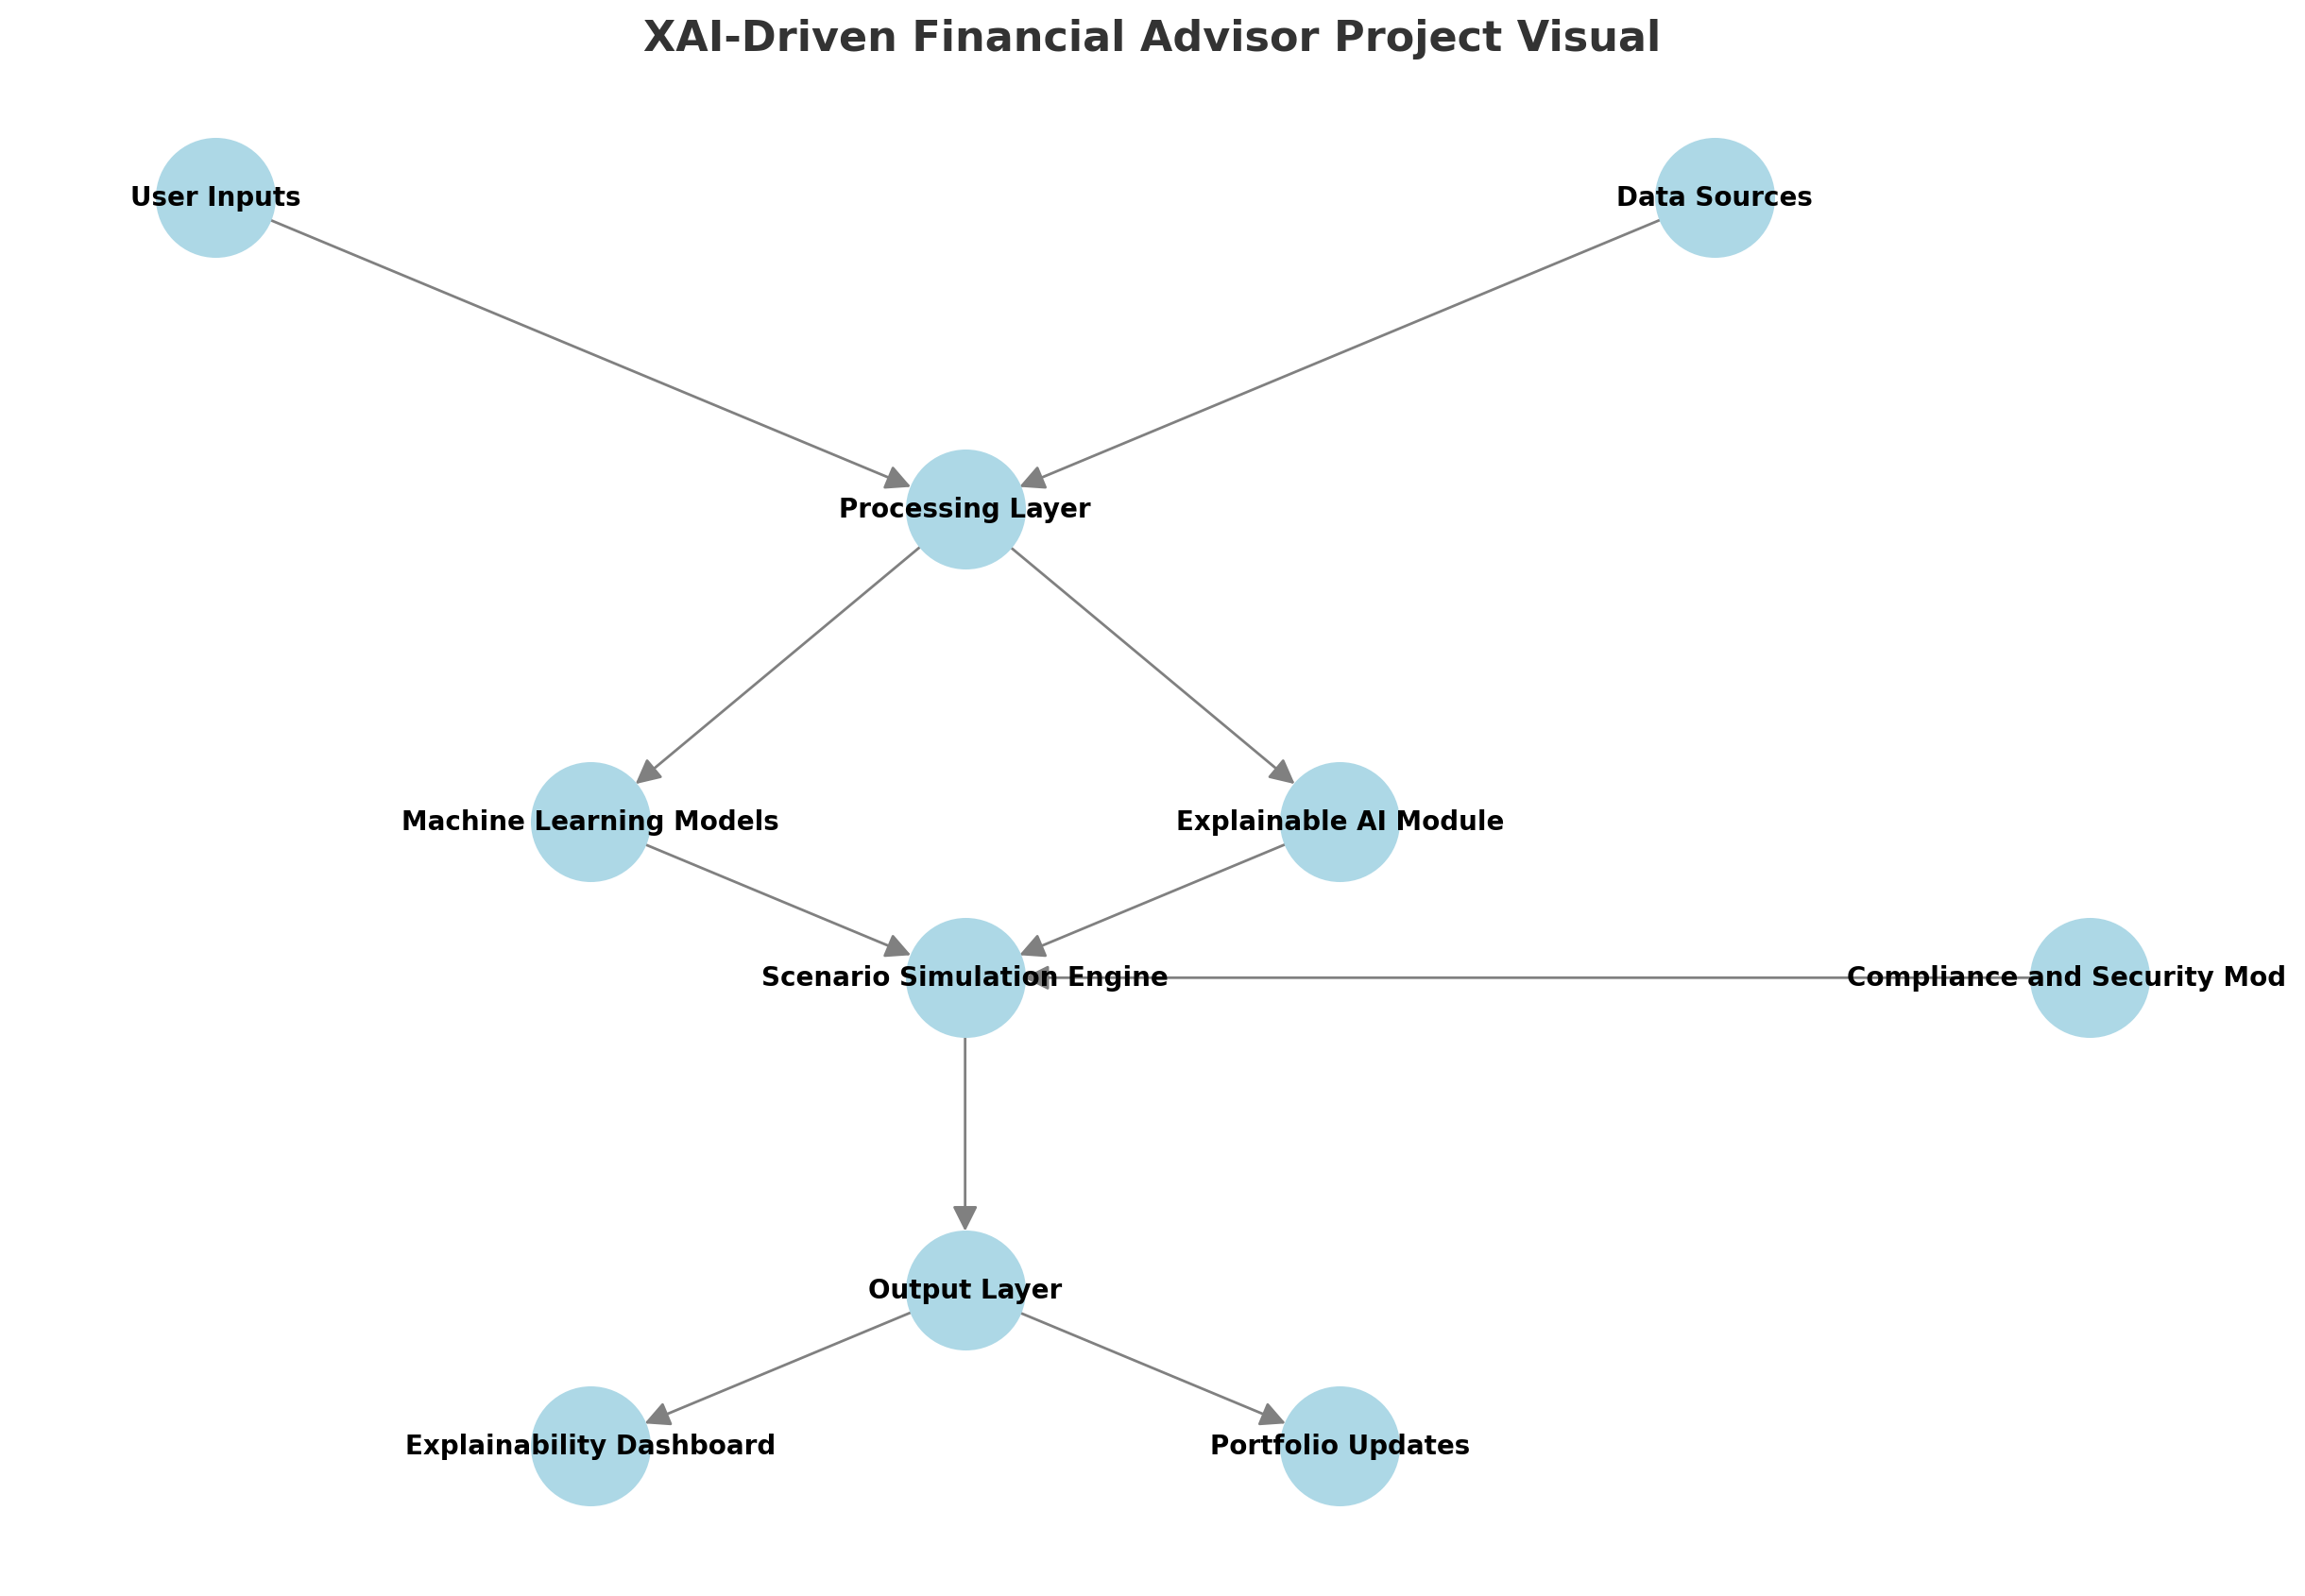 XAI-Driven Financial Advisor Project Visual
User Inputs
Data Sources
Processing Layer
Machine Learning Models
Explainable AI Module
Scenario Simulation Engine
Compliance and Security Mod
Output Layer
Explainability Dashboard
Portfolio Updates